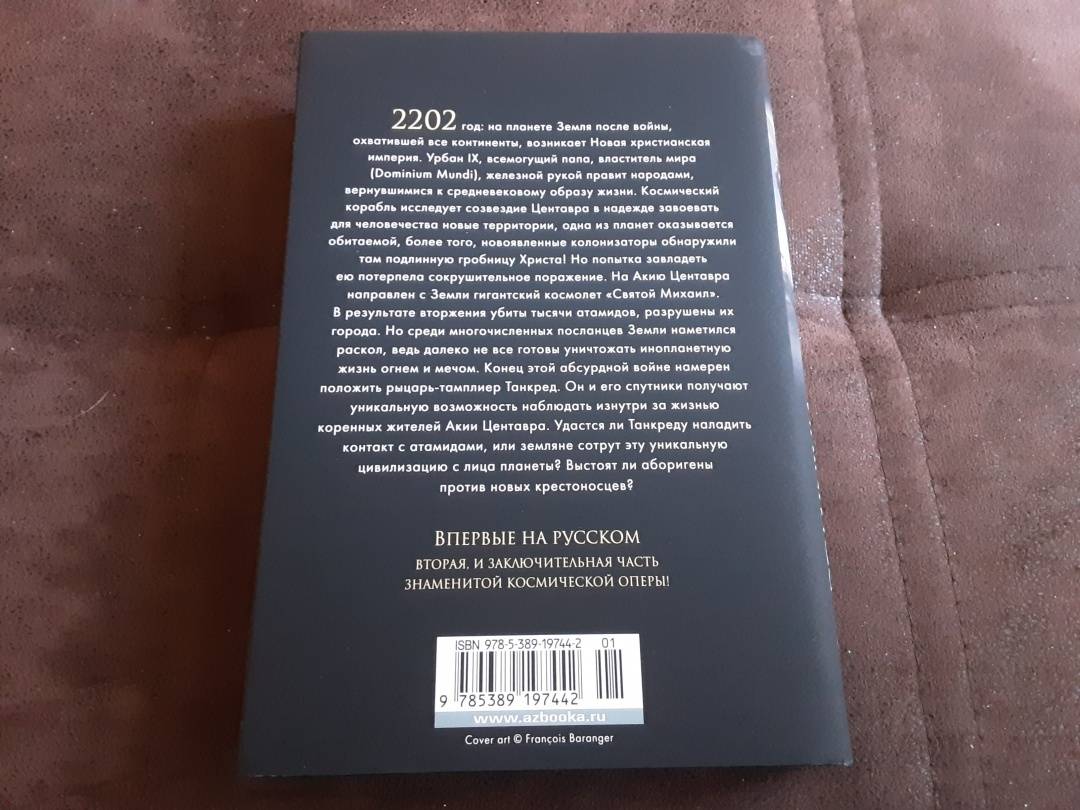 2202 год: на планете Земля после войны,
охватившей все континенты, возникает Новая христианская
империя. Урбан IX, всемогущий папа, властитель мира
(Dominium Mundi), железной рукой правит народами,
вернувшимися к средневековому образу жизни. Космический
корабль исследует созвездие Центавра в надежде завоевать
для человечества новые территории, одна из планет оказывается
обитаемой, более того, новоявленные колонизаторы обнаружили
там подлинную гробницу Христа! Но попытка завладеть
ею потерпела сокрушительное поражение. На Акию Центавра
направлен с Земли гигантский космолет «Святой Михаил».
В результате вторжения убиты тысячи атамидов, разрушены их
города. Но среди многочисленных посланцев Земли наметился
раскол, ведь далеко не все готовы уничтожать инопланетную
жизнь огнем и мечом. Конец этой абсурдной войне намерен
положить рыцарь-тамплиер Танкред. Он и его спутники получают
уникальную возможность наблюдать изнутри за жизнью
коренных жителей Акии Центавра. Удастся ли Танкреду наладить
контакт с атамидами, или земляне сотрут эту уникальную
цивилизацию с лица планеты? Выстоят ли аборигены
против новых крестоносцев?
Впервые на русском
вторая, и заключительная часть
знаменитой космической оперы!
ISBN 978-5-389-19744-2 01
9 785389 197442
www.azbooka.ru
Cover art © François Baranger